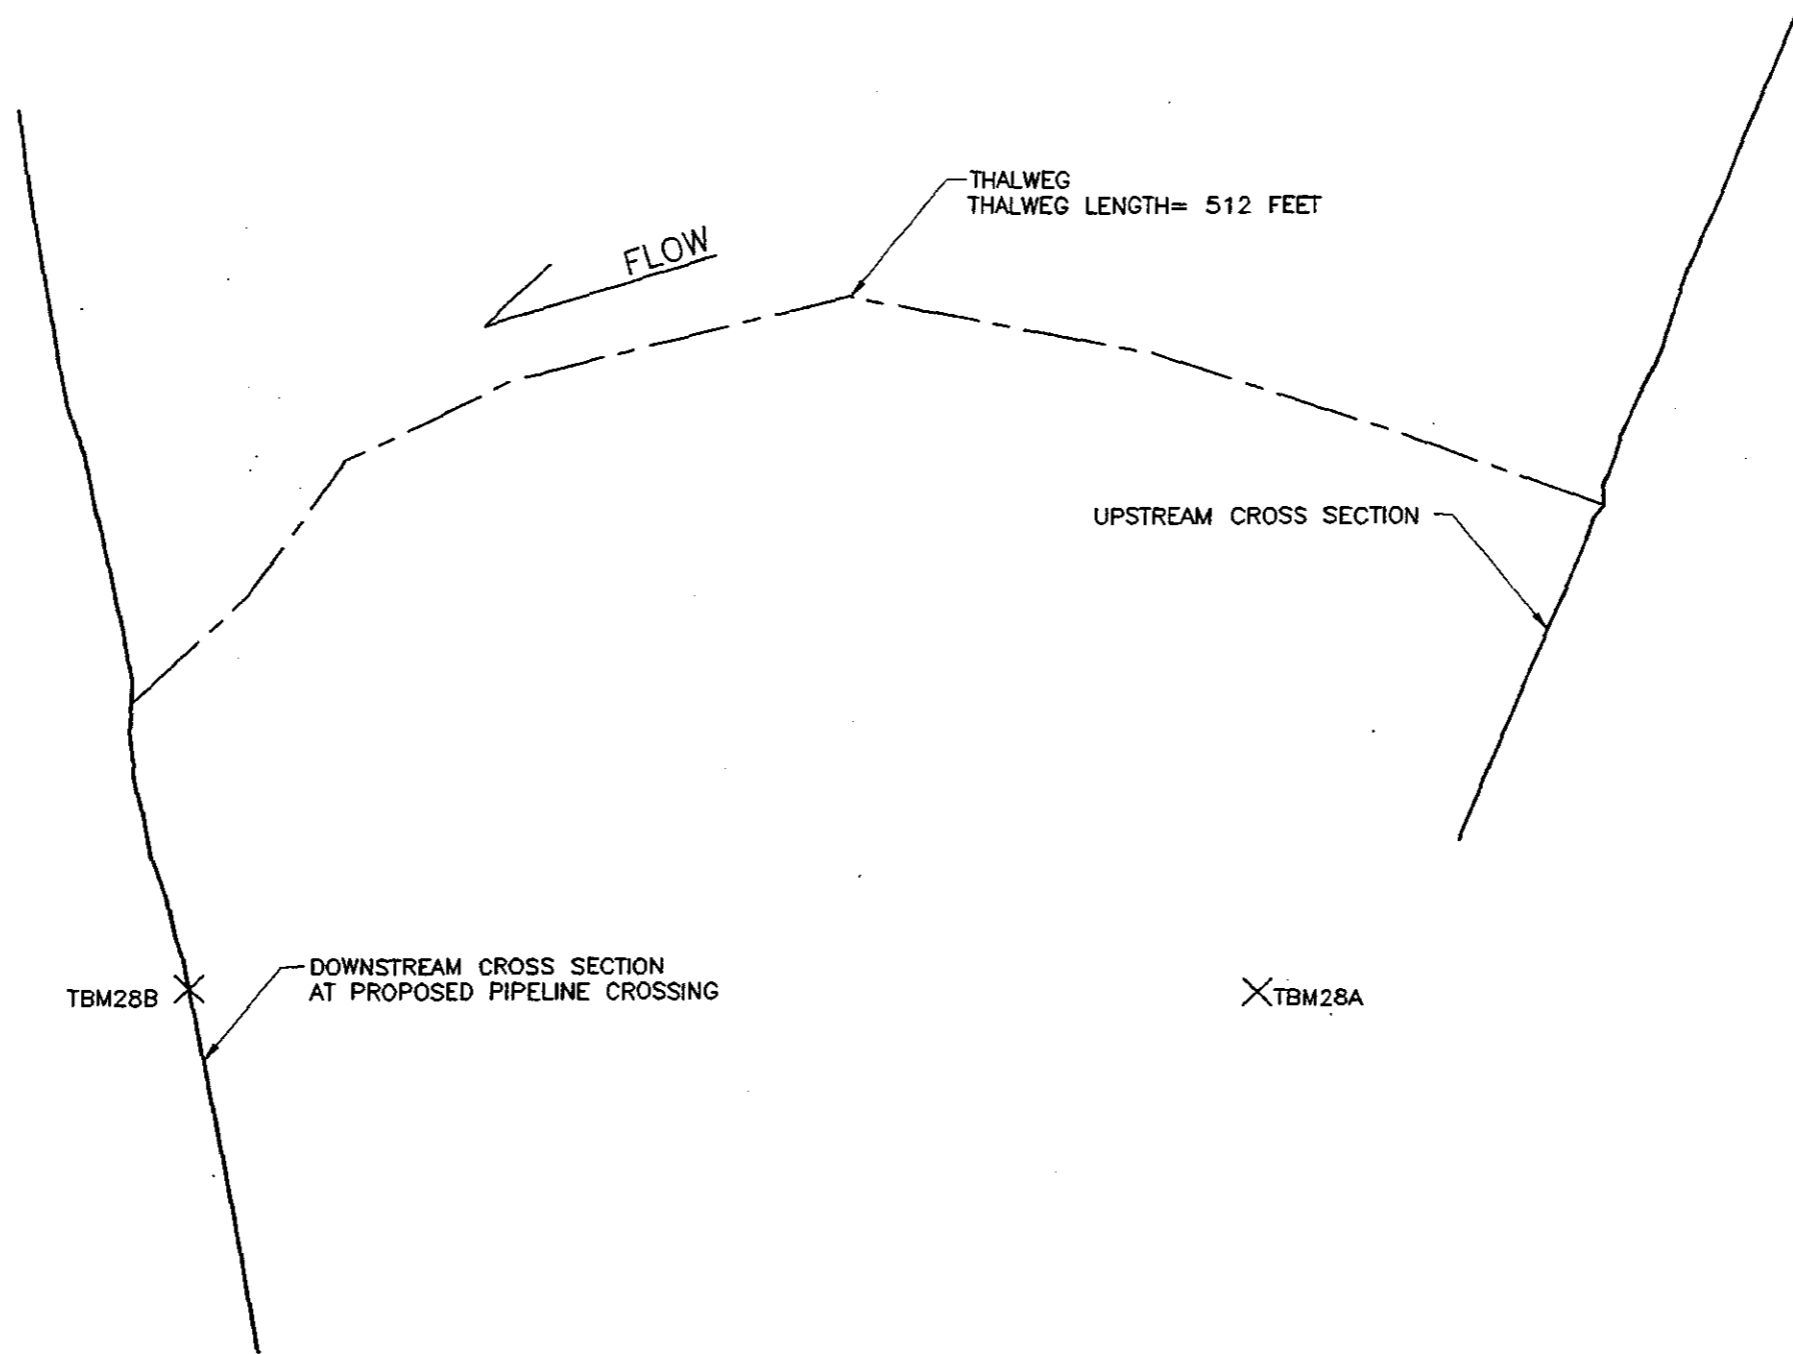 THALWEG
THALWEG LENGTH= 512 FEET
FLOW
UPSTREAM CROSS SECTION
DOWNSTREAM CROSS SECTION
AT PROPOSED PIPELINE CROSSING
TBM28B
TBM28A